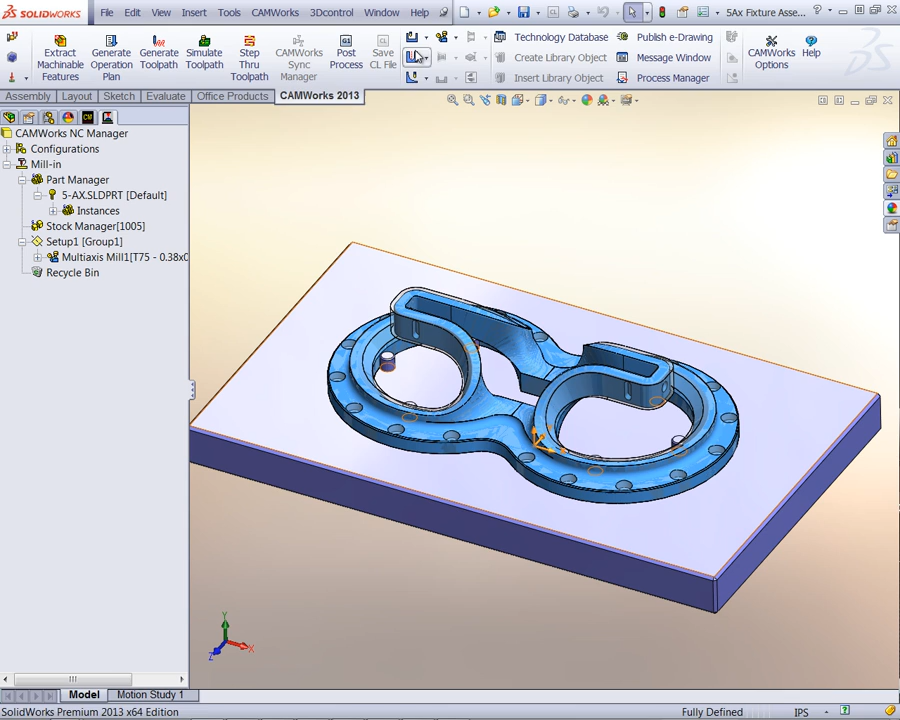 SOLIDWORKS File Edit View Insert Tools CAMWorks 3Dcontrol Window Help 5Ax Fixture Asse...
Extract Machinable Features
Generate Operation Plan
Generate Toolpath
Simulate Toolpath
Step Thru Toolpath
CAMWorks Sync Manager
Post Process
Save CL File
Technology Database
Create Library Object
Insert Library Object
Publish e-Drawing
Message Window
Process Manager
CAMWorks Options
Help
Assembly Layout Sketch Evaluate Office Products CAMWorks 2013
CAMWorks NC Manager
Configurations
Mill-in
Part Manager
5-AX.SLDPRT [Default]
Instances
Stock Manager[1005]
Setup1 [Group1]
Multiaxis Mill1[T75 - 0.38x0
Recycle Bin
Y
X
Z
Model Motion Study 1
SolidWorks Premium 2013 x64 Edition Fully Defined IPS